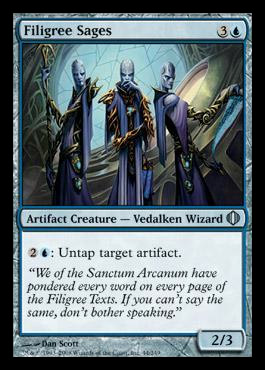 Filigree Sages 3
Artifact Creature — Vedalken Wizard
2 : Untap target artifact.
“We of the Sanctum Arcanum have
pondered every word on every page of
the Filigree Texts. If you can’t say the
same, don’t bother speaking.”
2/3
Dan Scott